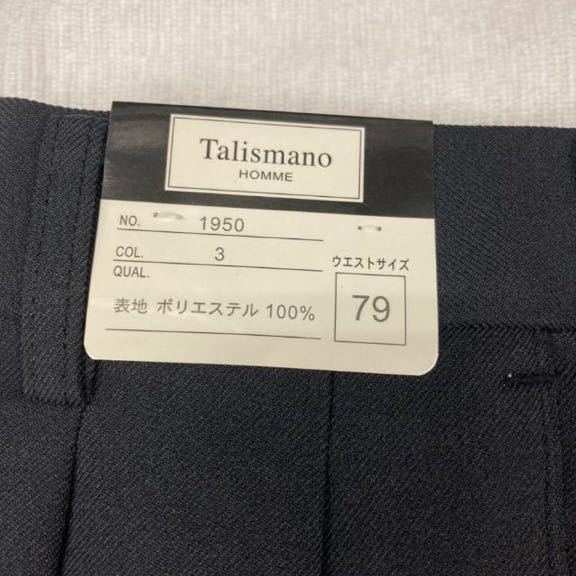 Talismano
HOMME
NO. 1950
COL. 3
QUAL.
表地 ポリエステル 100%
ウエストサイズ
79